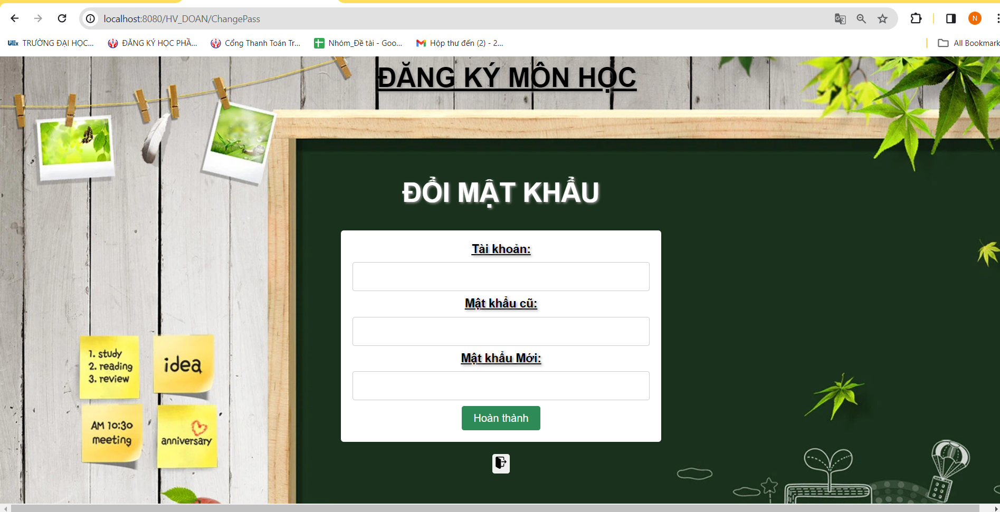 localhost:8080/HV_DOAN/ChangePass
N
UEx TRƯỜNG ĐẠI HỌC...
ĐĂNG KÝ HỌC PHẦ...
Cổng Thanh Toán Tr...
Nhóm_Đề tài - Goo...
Hộp thư đến (2) - 2...
All Bookmark
ĐĂNG KÝ MÔN HỌC
ĐỔI MẬT KHẨU
Tài khoản:
Mật khẩu cũ:
Mật khẩu Mới:
Hoàn thành
1. study
2. reading
3. review
idea
AM 10:30
meeting
anniversary